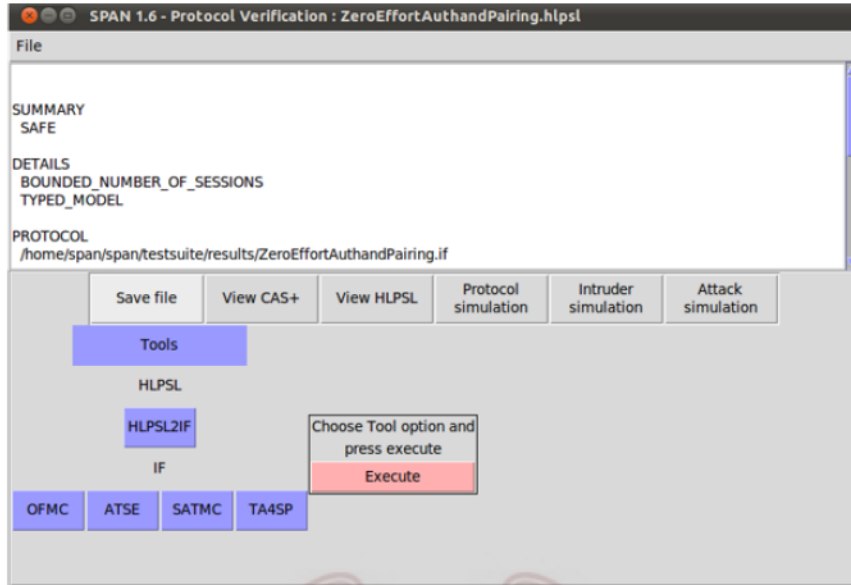 SPAN 1.6 - Protocol Verification : ZeroEffortAuthandPairing.hlpsl
File
SUMMARY
SAFE
DETAILS
BOUNDED_NUMBER_OF_SESSIONS
TYPED_MODEL
PROTOCOL
/home/span/span/testsuite/results/ZeroEffortAuthandPairing.if
Save file
View CAS+
View HLPSL
Protocol
simulation
Intruder
simulation
Attack
simulation
Tools
HLPSL
HLPSL2IF
Choose Tool option and
press execute
Execute
IF
OFMC
ATSE
SATMC
TA4SP